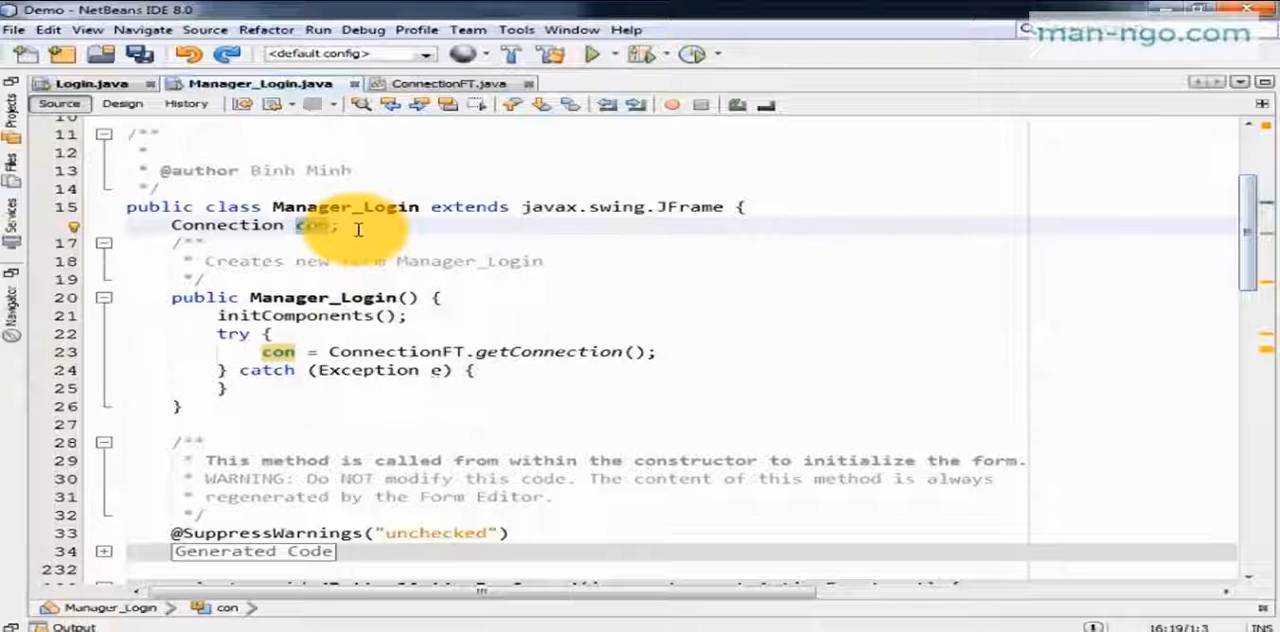 Demo - NetBeans IDE 8.0
File Edit View Navigate Source Refactor Run Debug Profile Team Tools Window Help
man-ngo.com
<default config>
Login.java Manager_Login.java ConnectionFT.java
Source Design History
Projects
Files
Services
Navigator
10
11 /**
12 *
13 * @author Binh Minh
14 */
15 public class Manager_Login extends javax.swing.JFrame {
Connection con;
17 /**
18 * Creates new form Manager_Login
19 */
20 public Manager_Login() {
21 initComponents();
22 try {
23 con = ConnectionFT.getConnection();
24 } catch (Exception e) {
25 }
26 }
27
28 /**
29 * This method is called from within the constructor to initialize the form.
30 * WARNING: Do NOT modify this code. The content of this method is always
31 * regenerated by the Form Editor.
32 */
33 @SuppressWarnings("unchecked")
34 Generated Code
232
Manager_Login con
Output 16:19/1:3 INS